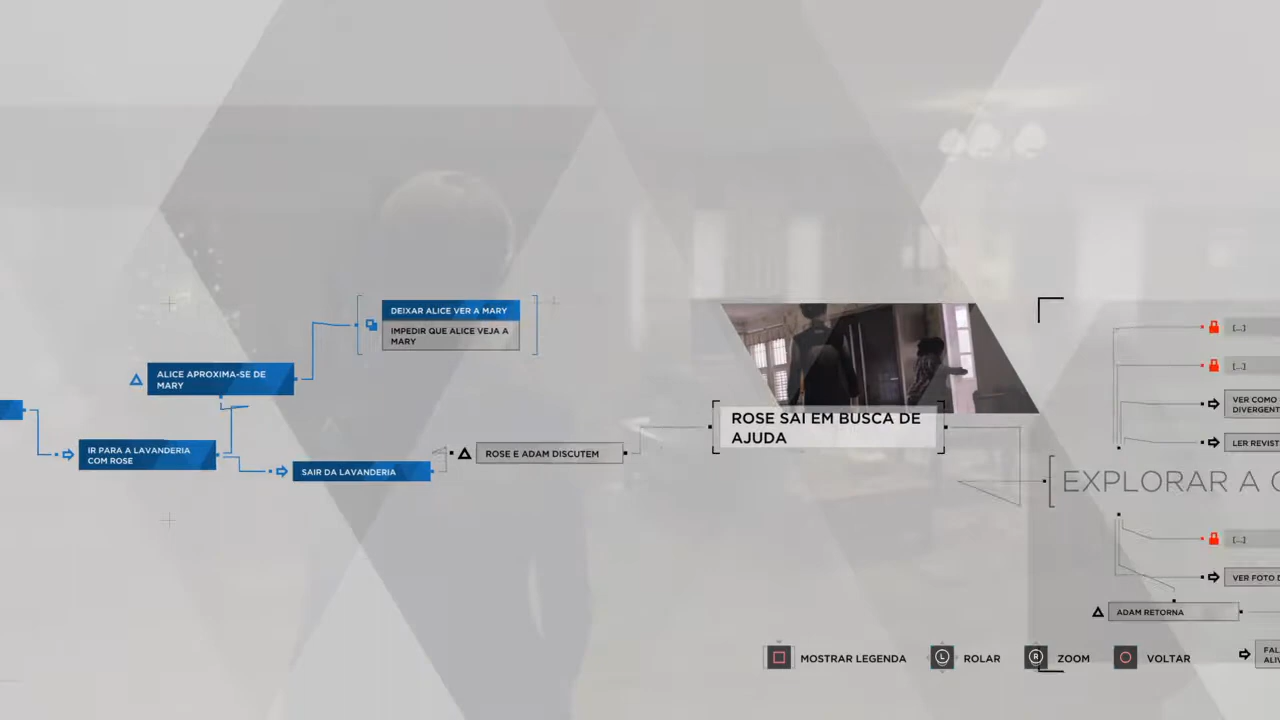 DEIXAR ALICE VER A MARY
IMPEDIR QUE ALICE VEJA A
MARY
ALICE APROXIMA-SE DE
MARY
IR PARA A LAVANDERIA
COM ROSE
SAIR DA LAVANDERIA
ROSE E ADAM DISCUTEM
ROSE SAI EM BUSCA DE
AJUDA
[...]
[...]
VER COMO
DIVERGENT
LER REVIST
EXPLORAR A
[...]
VER FOTO
ADAM RETORNA
FAL
ALIV
MOSTRAR LEGENDA
L
ROLAR
R
ZOOM
VOLTAR